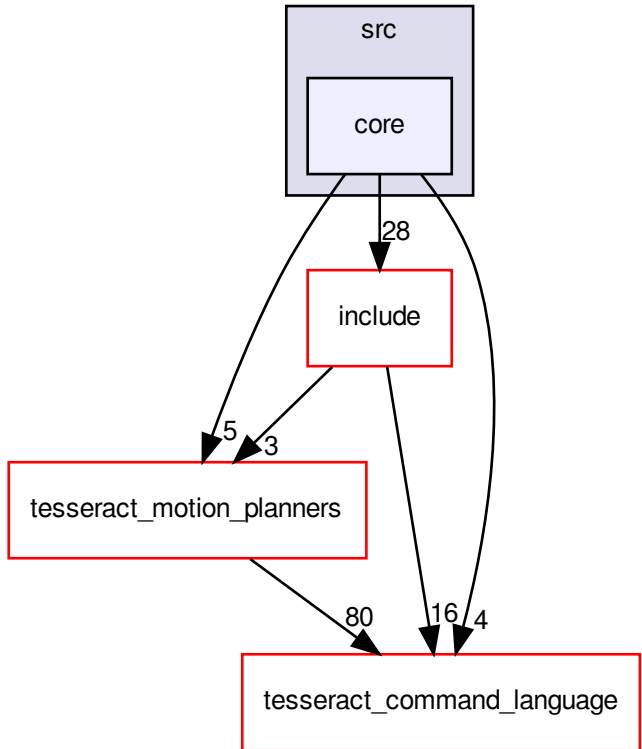 src
core
28
include
5
3
tesseract_motion_planners
80
16
4
tesseract_command_language